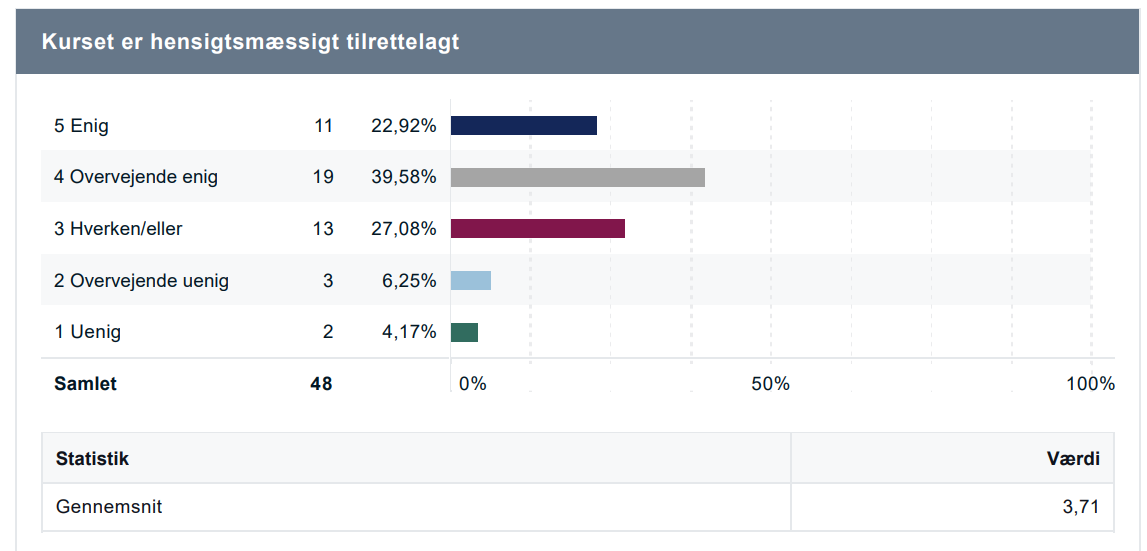 Kurset er hensigtsmæssigt tilrettelagt
5 Enig 11 22,92%
4 Overvejende enig 19 39,58%
3 Hverken/eller 13 27,08%
2 Overvejende uenig 3 6,25%
1 Uenig 2 4,17%
Samlet 48 0% 50% 100%
Statistik Værdi
Gennemsnit 3,71